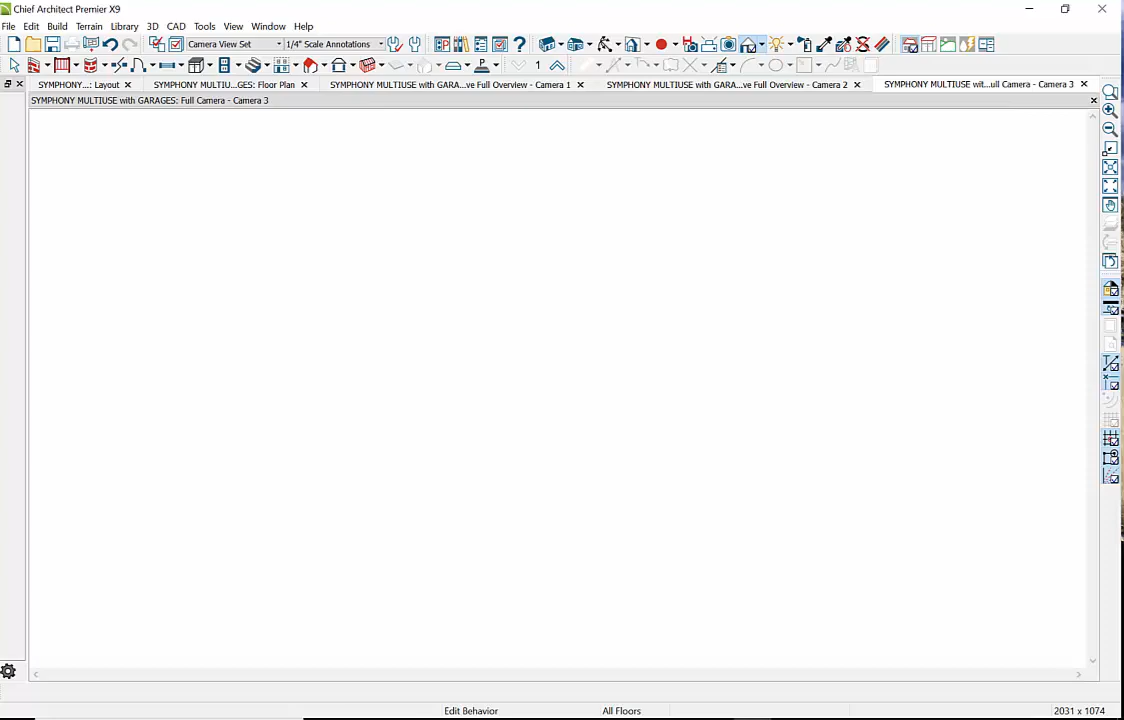 Chief Architect Premier X9
File Edit Build Terrain Library 3D CAD Tools View Window Help
Camera View Set 1/4" Scale Annotations
1
SYMPHONY...: Layout SYMPHONY MULTIU...GES: Floor Plan SYMPHONY MULTIUSE with GARA...ve Full Overview - Camera 1 SYMPHONY MULTIUSE with GARA...ve Full Overview - Camera 2 SYMPHONY MULTIUSE wit...ull Camera - Camera 3
SYMPHONY MULTIUSE with GARAGES: Full Camera - Camera 3
Edit Behavior All Floors 2031 x 1074